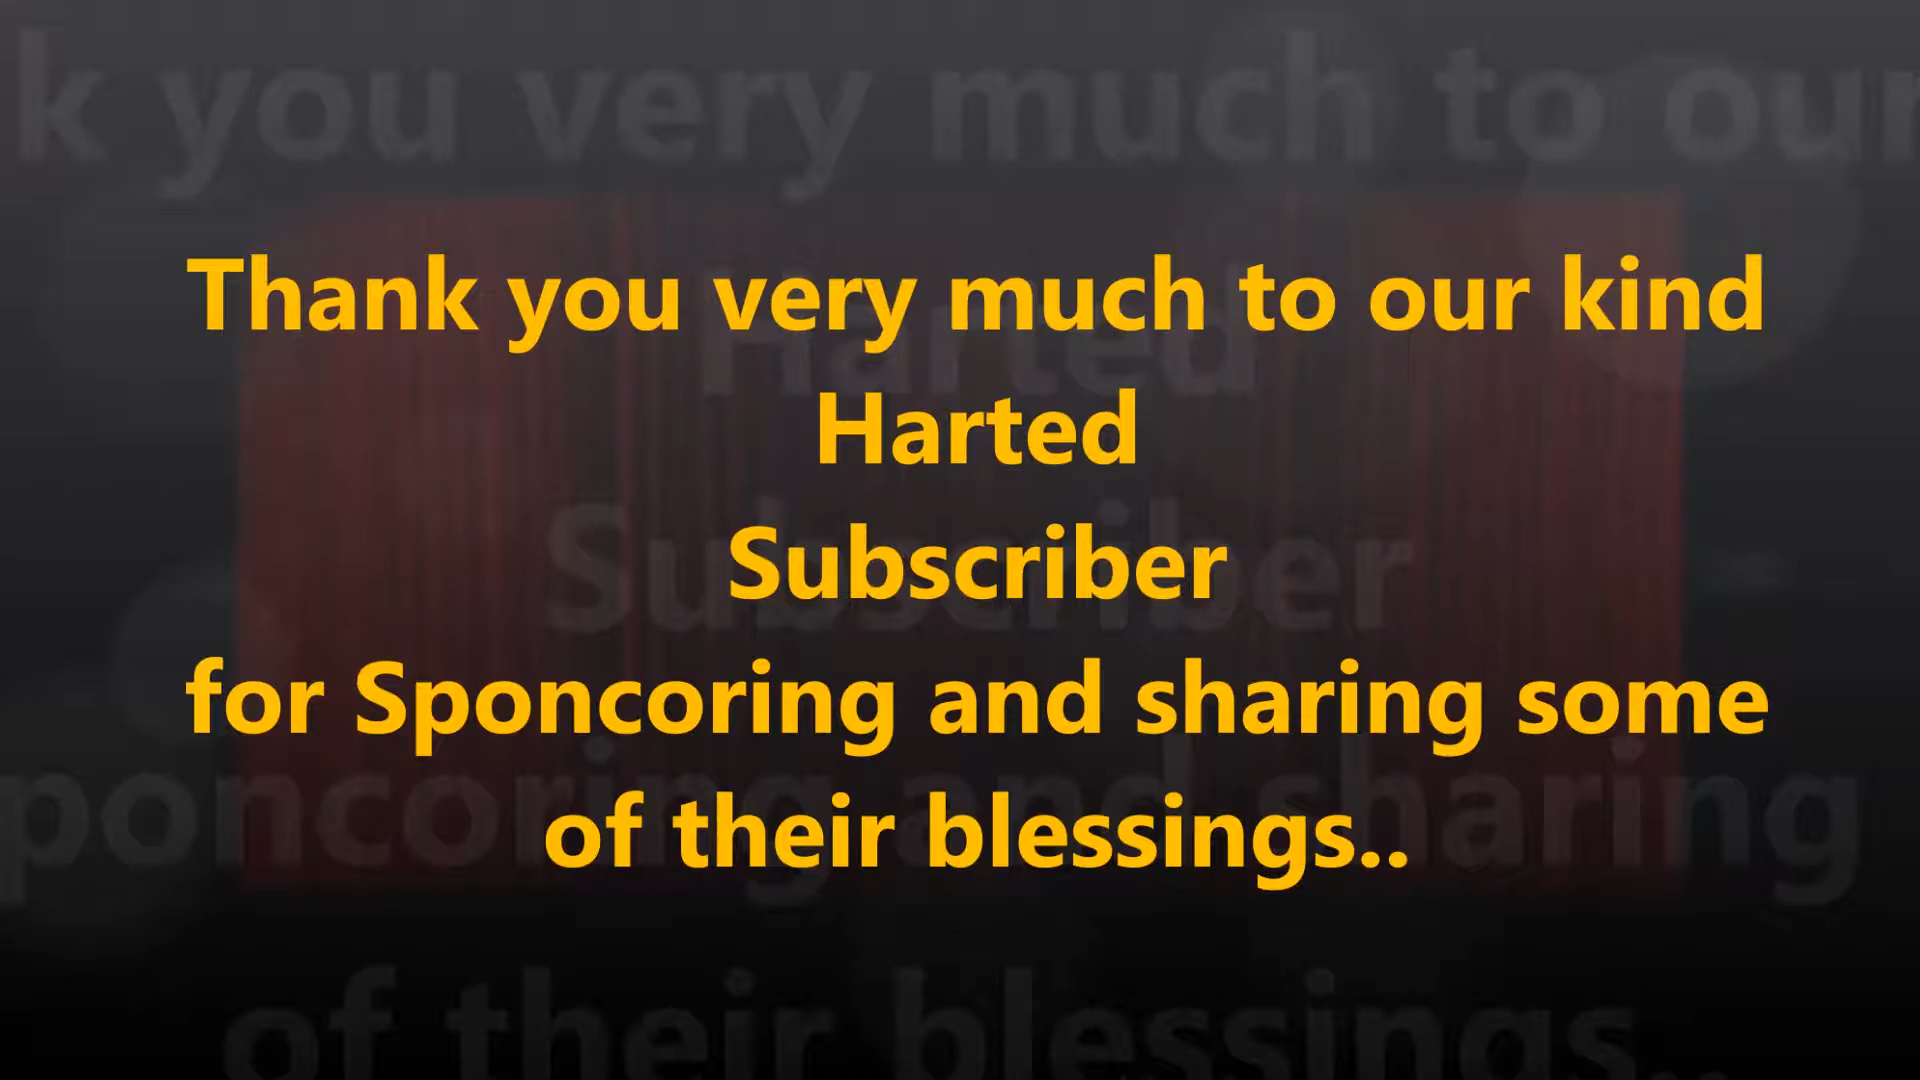 Thank you very much to our kind
Harted
Subscriber
for Sponcoring and sharing some
of their blessings..